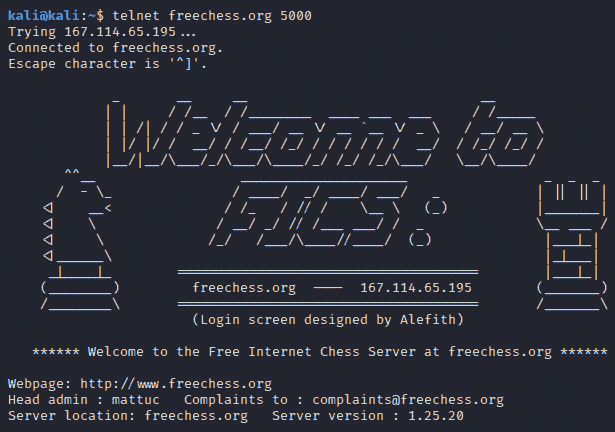 kali@kali:~$ telnet freechess.org 5000
Trying 167.114.65.195...
Connected to freechess.org.
Escape character is '^]'.
Welcome to
FICS:
freechess.org ---- 167.114.65.195
(Login screen designed by Alefith)
****** Welcome to the Free Internet Chess Server at freechess.org ******
Webpage: http://www.freechess.org
Head admin : mattuc   Complaints to : complaints@freechess.org
Server location: freechess.org   Server version : 1.25.20